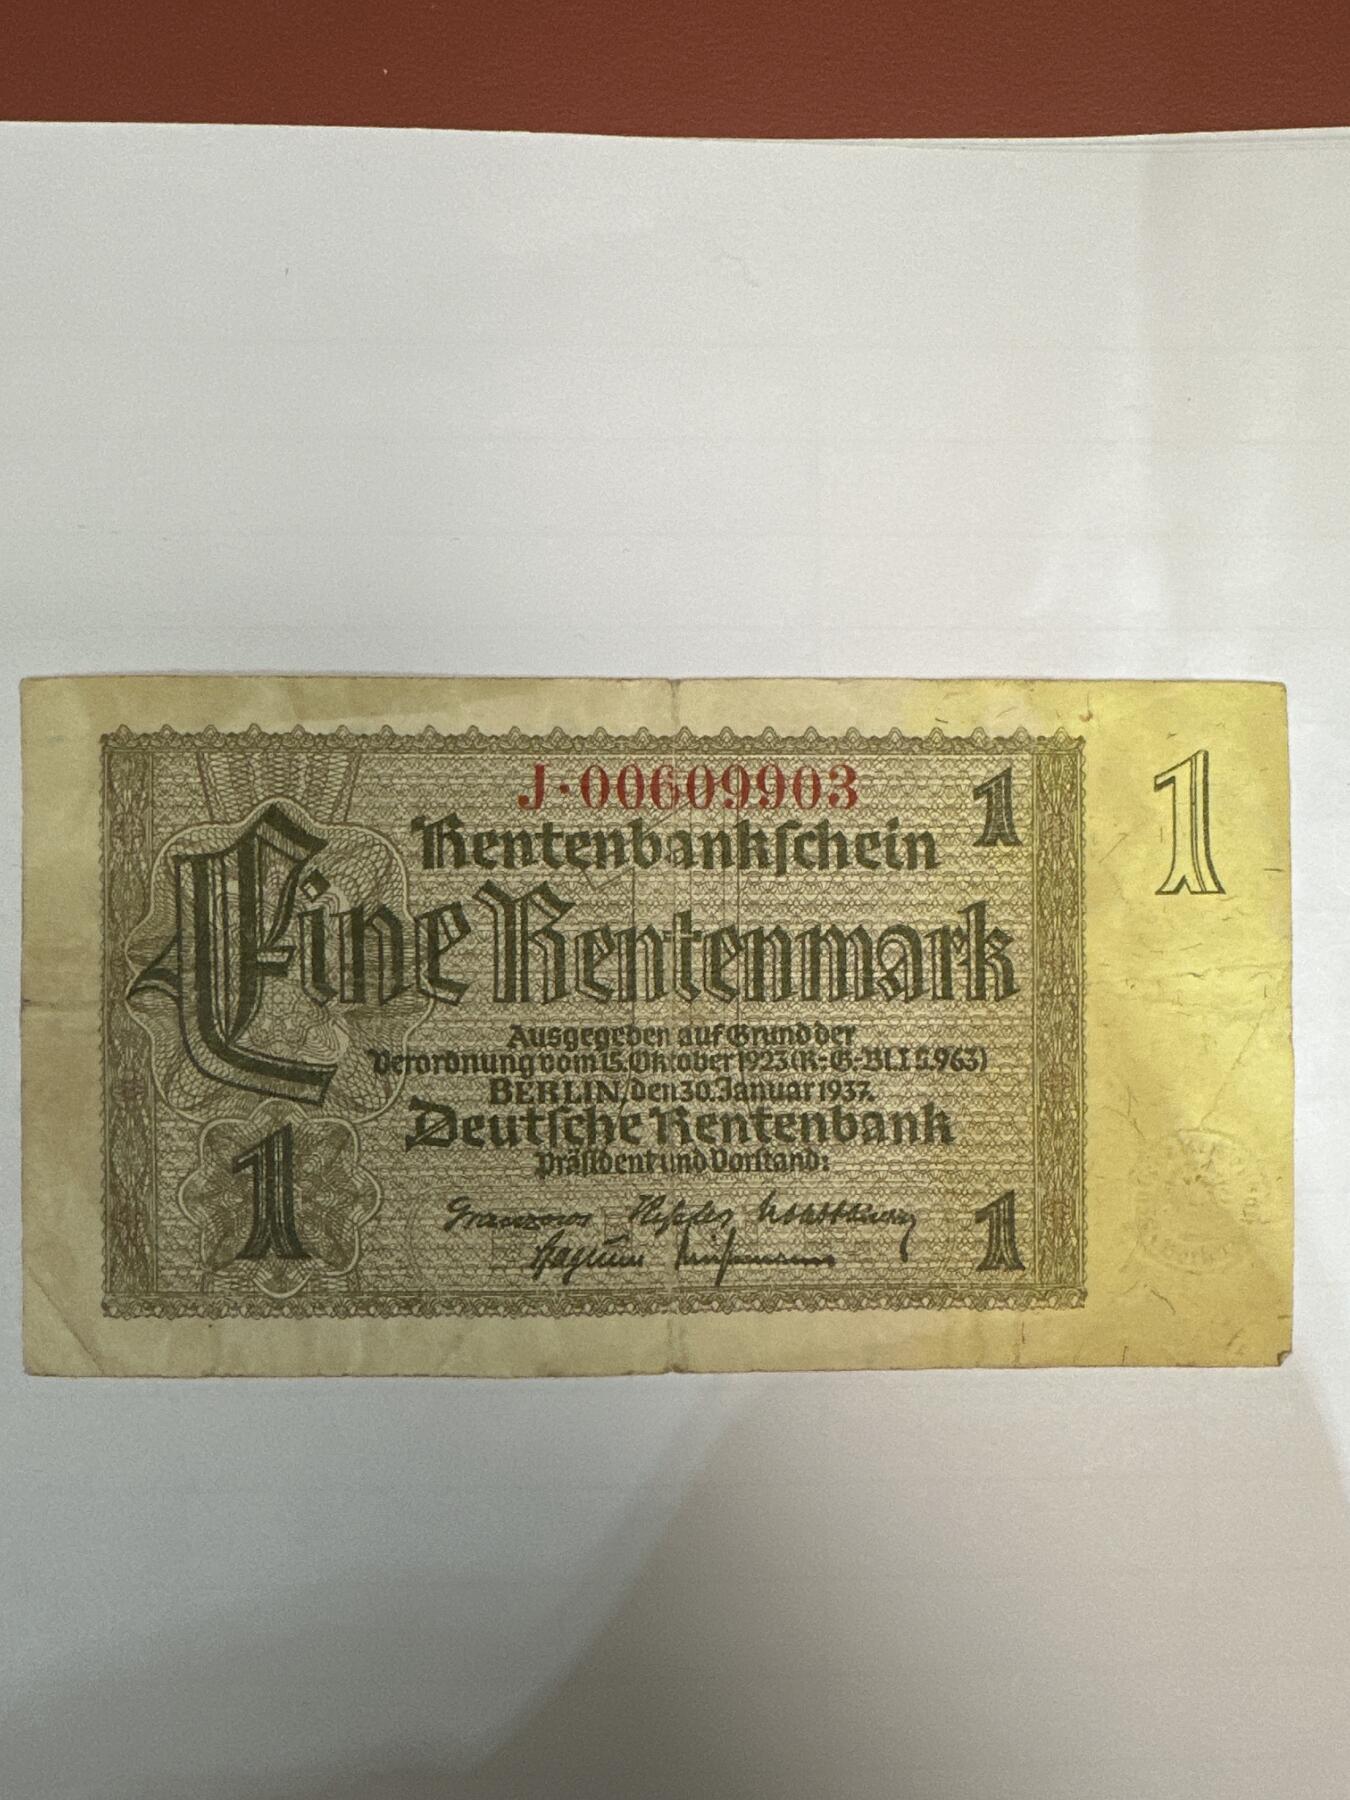 J·00609903
1
1
Rentenbankſchein
Eine Rentenmark
Ausgegeben auf Grund der
Verordnung vom 15. Oktober 1923 (R.-G.-Bl. I S. 963)
BERLIN, den 30. Januar 1937.
Deutſche Rentenbank
Präſident und Vorſtand:
1
1